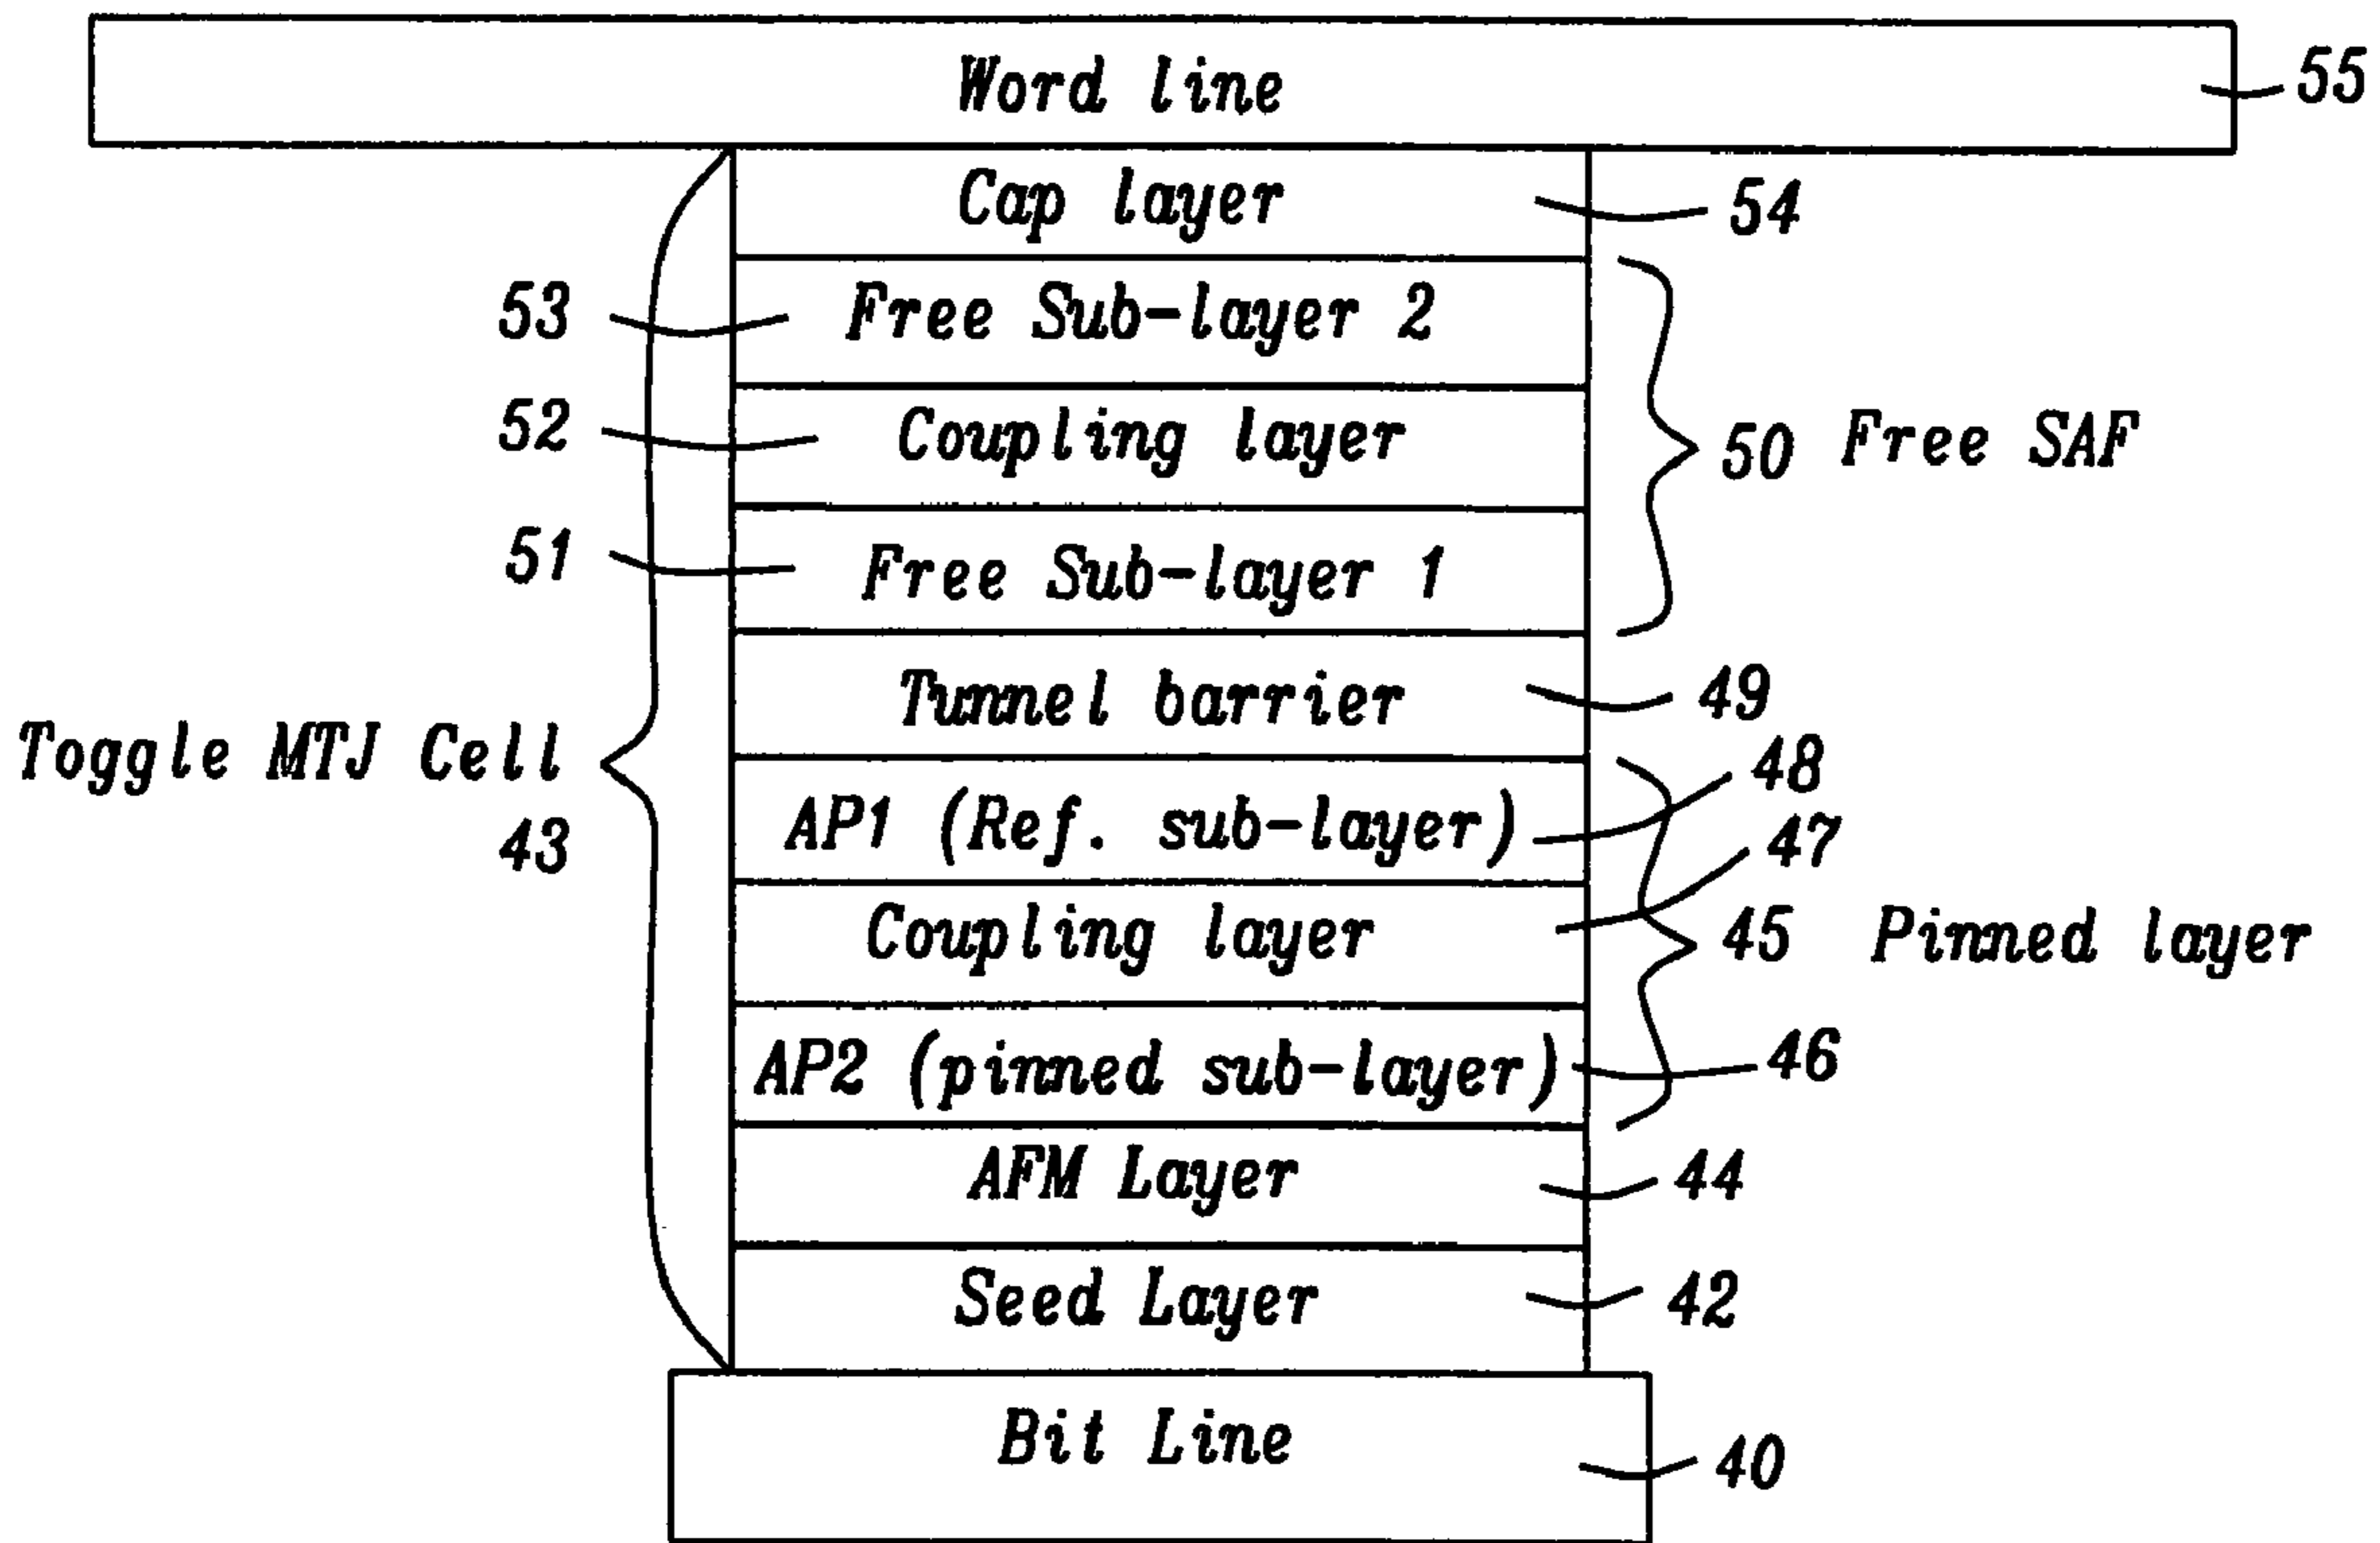 Word line
55
Cap layer
54
53
Free Sub-layer 2
52
Coupling layer
50 Free SAF
51
Free Sub-layer 1
Tunnel barrier
49
Toggle MTJ Cell
43
48
AP1 (Ref. sub-layer)
47
Coupling layer
45 Pinned layer
AP2 (pinned sub-layer)
46
AFM Layer
44
Seed Layer
42
Bit Line
40